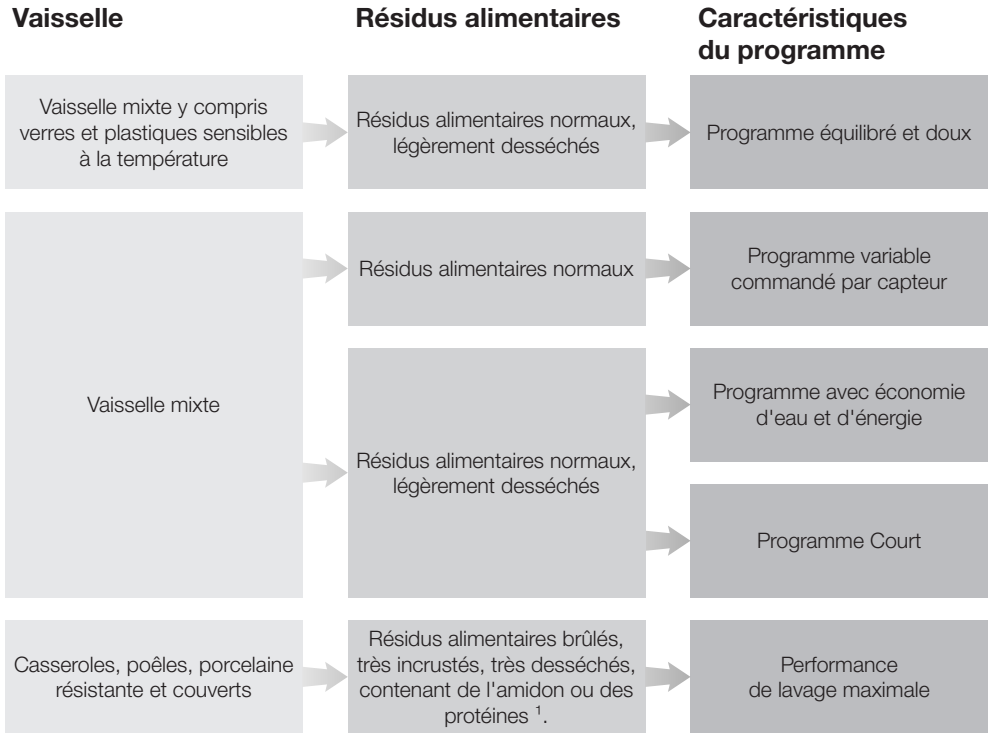 Vaisselle
Résidus alimentaires
Caractéristiques
du programme
Vaisselle mixte y compris
verres et plastiques sensibles
à la température
Résidus alimentaires normaux,
légèrement desséchés
Programme équilibré et doux
Vaisselle mixte
Résidus alimentaires normaux
Programme variable
commandé par capteur
Résidus alimentaires normaux,
légèrement desséchés
Programme avec économie
d'eau et d'énergie
Programme Court
Casseroles, poêles, porcelaine
résistante et couverts
Résidus alimentaires brûlés,
très incrustés, très desséchés,
contenant de l'amidon ou des
protéines ¹.
Performance
de lavage maximale